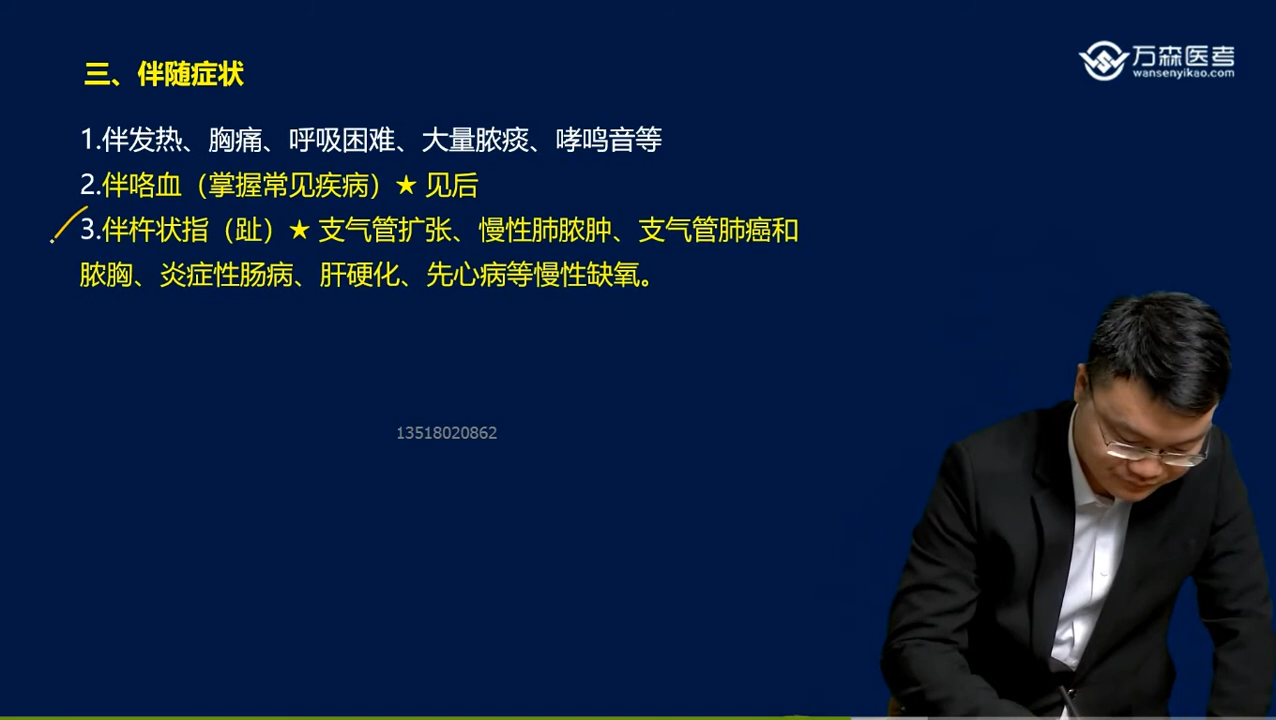 万森医考
wansenyikao.com
三、伴随症状
1.伴发热、胸痛、呼吸困难、大量脓痰、哮鸣音等
2.伴咯血（掌握常见疾病）★ 见后
3.伴杵状指（趾）★ 支气管扩张、慢性肺脓肿、支气管肺癌和
脓胸、炎症性肠病、肝硬化、先心病等慢性缺氧。
13518020862